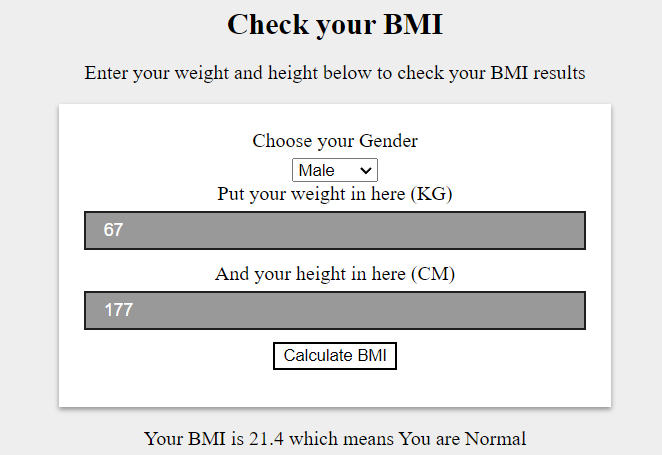 Check your BMI
Enter your weight and height below to check your BMI results
Choose your Gender
Male
Put your weight in here (KG)
67
And your height in here (CM)
177
Calculate BMI
Your BMI is 21.4 which means You are Normal